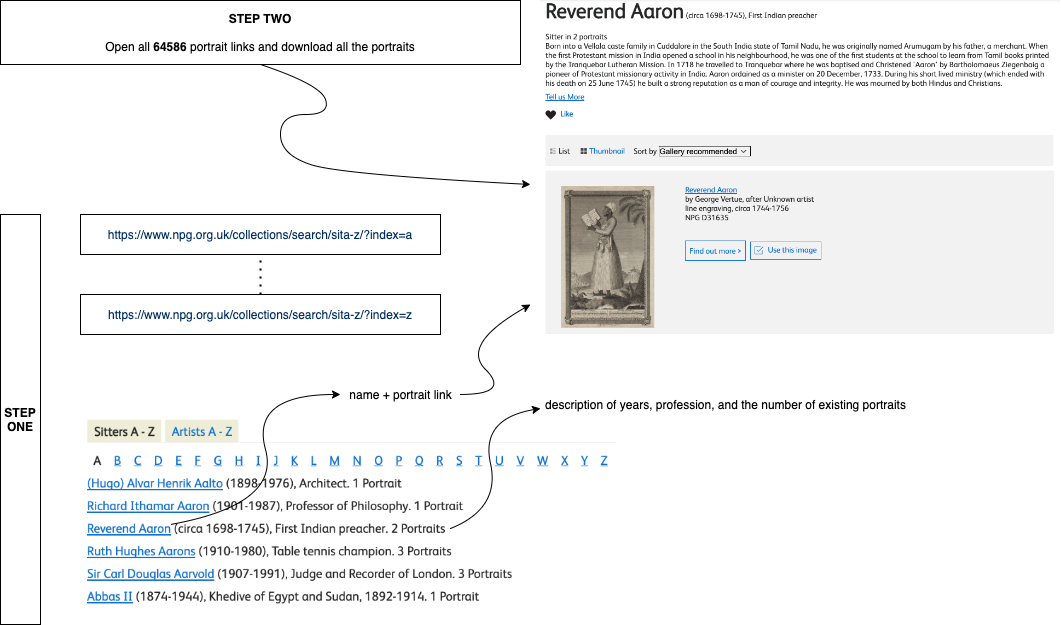 STEP TWO
Open all 64586 portrait links and download all the portraits
Reverend Aaron (circa 1698-1745), First Indian preacher
Sitter in 2 portraits
Born into a Vellala caste family in Cuddalore in the South India state of Tamil Nadu, he was originally named Arumugam by his father, a merchant. When
the first Protestant mission in India opened a school in his neighbourhood, he was one of the first students at the school to learn from Tamil books printed
by the Tranquebar Lutheran Mission. In 1718 he travelled to Tranquebar where he was baptised and Christened 'Aaron' by Bartholomaeus Ziegenbalg a
pioneer of Protestant missionary activity in India. Aaron ordained as a minister on 20 December, 1733. During his short lived ministry (which ended with
his death on 25 June 1745) he built a strong reputation as a man of courage and integrity. He was mourned by both Hindus and Christians.
Tell us More
Like
List Thumbnail Sort by Gallery recommended
Reverend Aaron
by George Vertue, after Unknown artist
line engraving, circa 1744-1756
NPG D31635
Find out more > Use this image
https://www.npg.org.uk/collections/search/sita-z/?index=a
https://www.npg.org.uk/collections/search/sita-z/?index=z
STEP
ONE
name + portrait link
description of years, profession, and the number of existing portraits
Sitters A - Z Artists A - Z
A B C D E F G H I J K L M N O P Q R S T U V W X Y Z
(Hugo) Alvar Henrik Aalto (1898-1976), Architect. 1 Portrait
Richard Ithamar Aaron (1901-1987), Professor of Philosophy. 1 Portrait
Reverend Aaron (circa 1698-1745), First Indian preacher. 2 Portraits
Ruth Hughes Aarons (1910-1980), Table tennis champion. 3 Portraits
Sir Carl Douglas Aarvold (1907-1991), Judge and Recorder of London. 3 Portraits
Abbas II (1874-1944), Khedive of Egypt and Sudan, 1892-1914. 1 Portrait